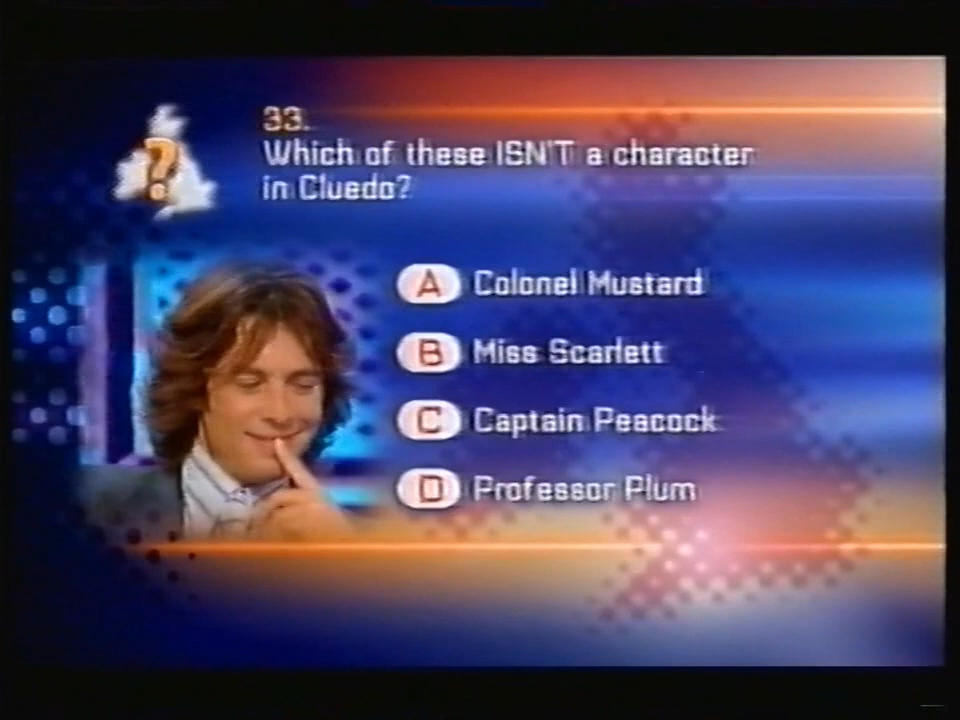 ?
33.
Which of these ISN'T a character
in Cluedo?
A Colonel Mustard
B Miss Scarlett
C Captain Peacock
D Professor Plum